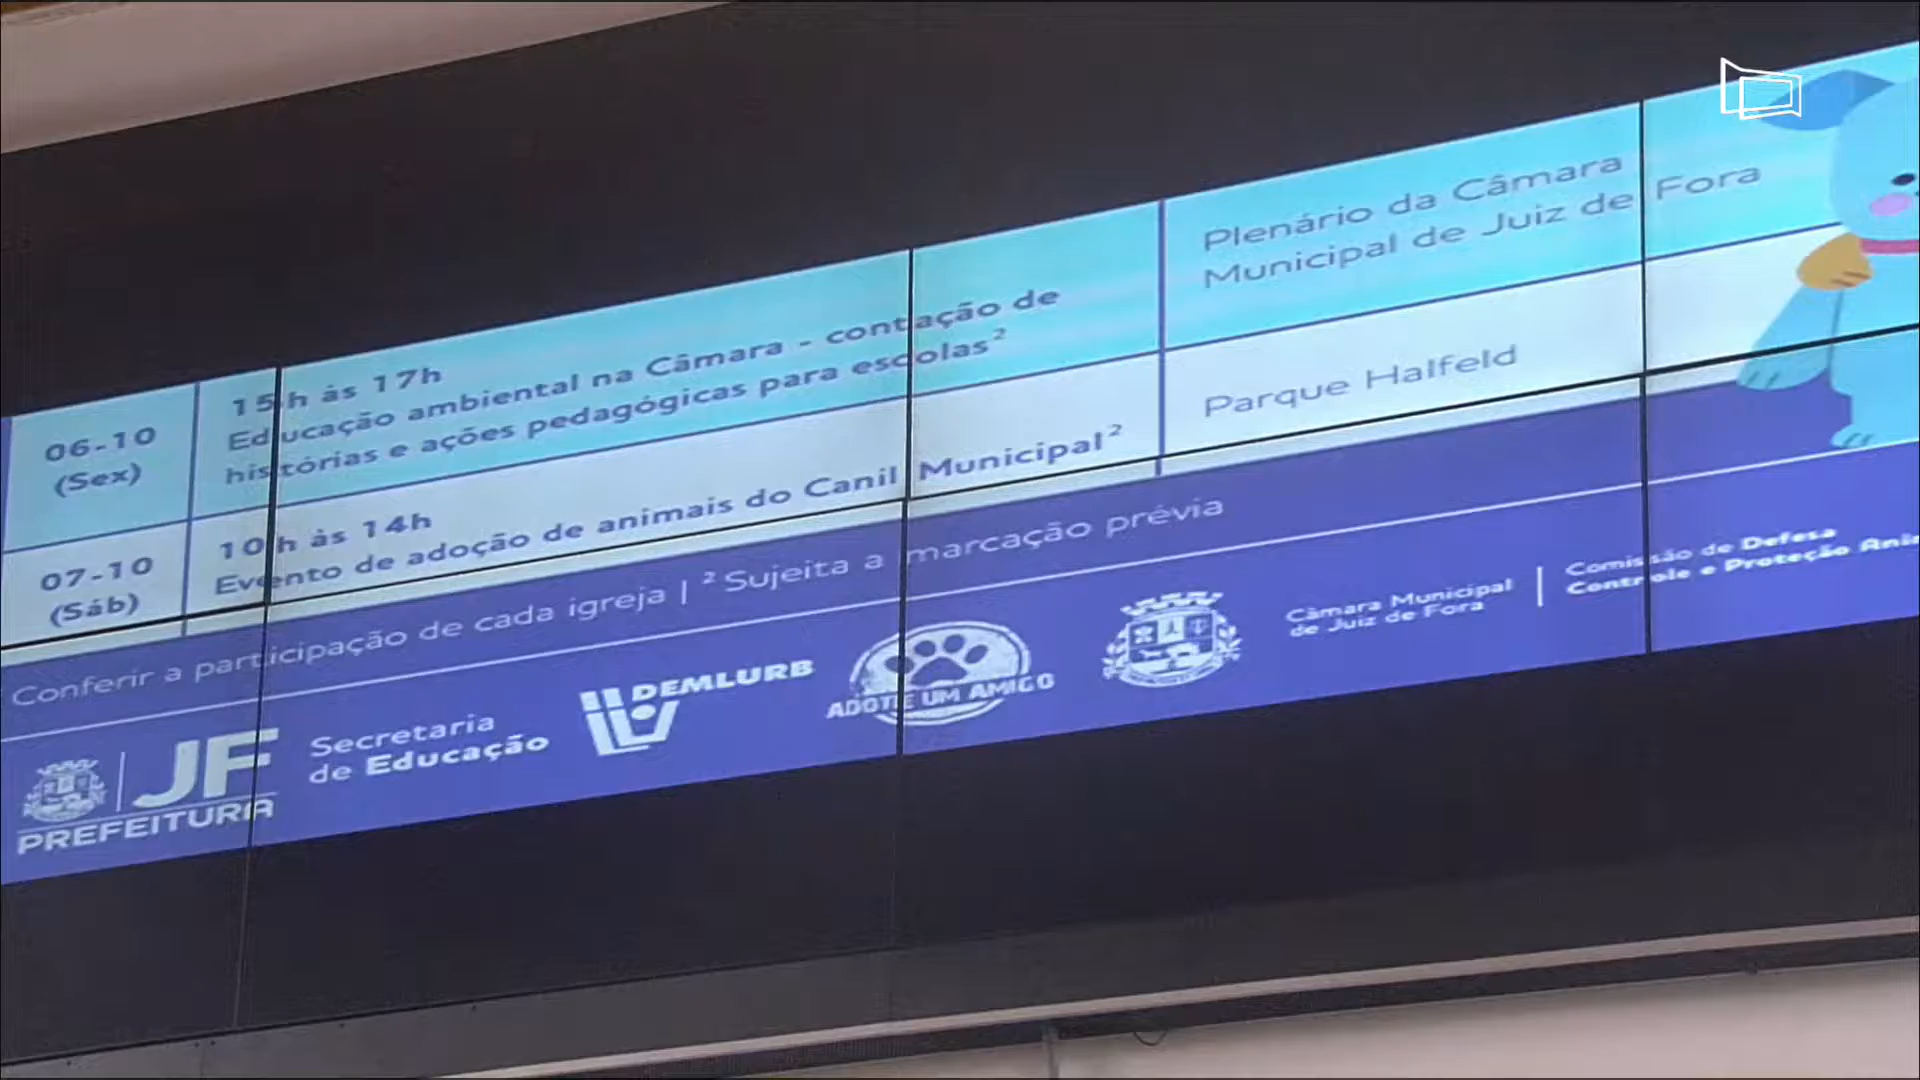 06-10
(Sex)
15h às 17h
Educação ambiental na Câmara - contação de
histórias e ações pedagógicas para escolas²
Plenário da Câmara
Municipal de Juiz de Fora
07-10
(Sáb)
10h às 14h
Evento de adoção de animais do Canil Municipal²
Parque Halfeld
Conferir a participação de cada igreja | ² Sujeita a marcação prévia
JF
PREFEITURA
Secretaria
de Educação
DEMLURB
ADOTE UM AMIGO
Câmara Municipal
de Juiz de Fora
Comissão de Defesa
Controle e Proteção Ani